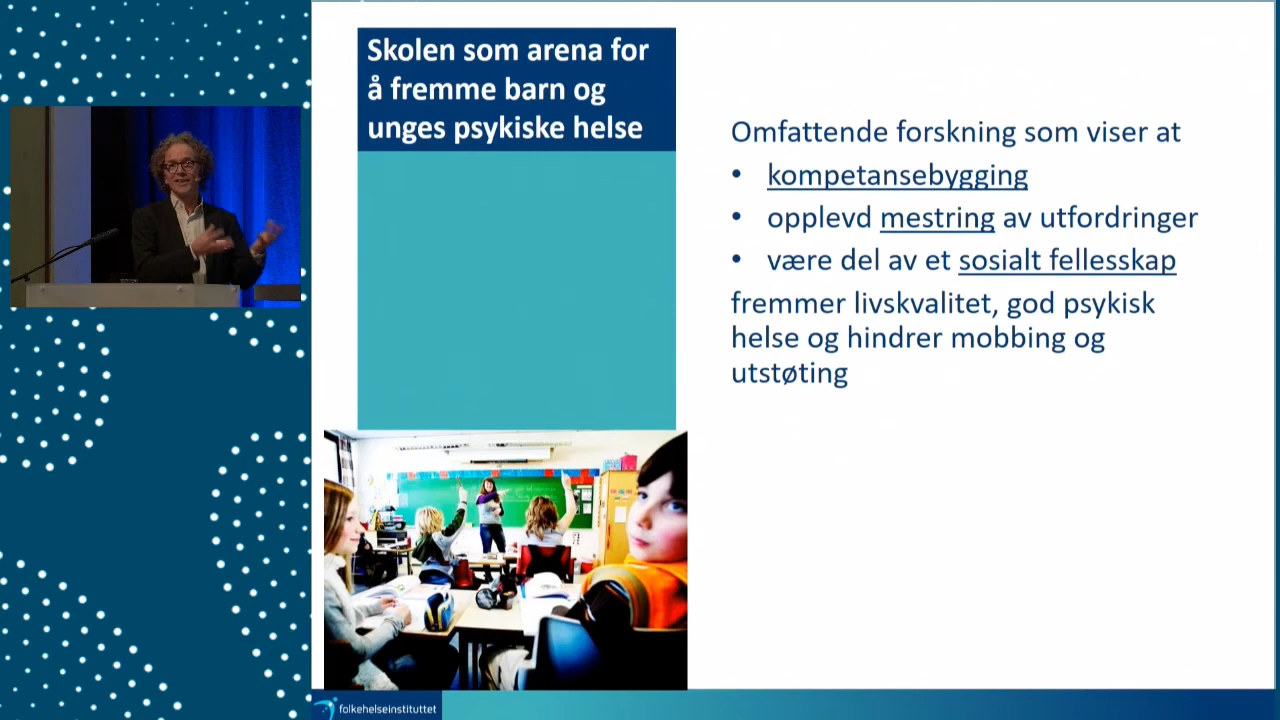 Skolen som arena for
å fremme barn og
unges psykiske helse
Omfattende forskning som viser at
• kompetansebygging
• opplevd mestring av utfordringer
• være del av et sosialt fellesskap
fremmer livskvalitet, god psykisk
helse og hindrer mobbing og
utstøting
folkehelseinstituttet